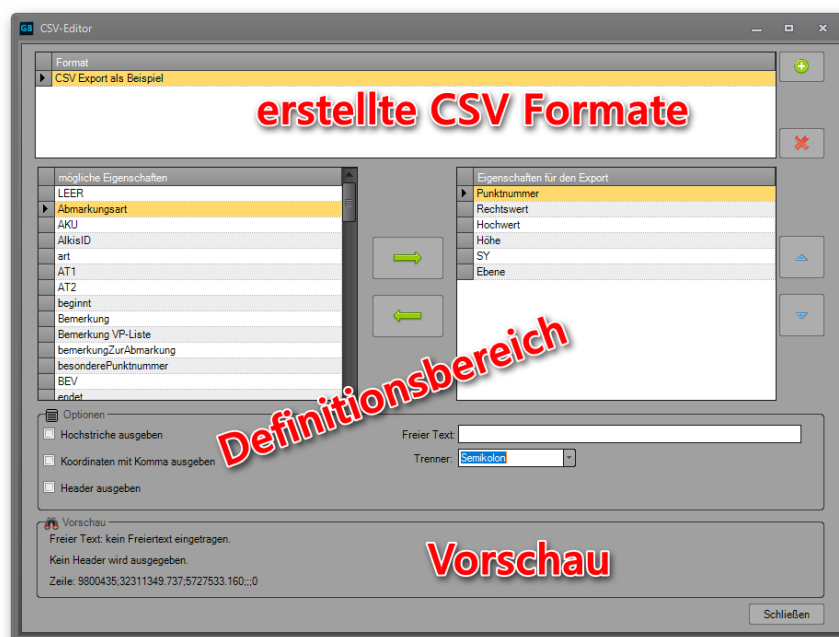 G8 CSV-Editor
Format
CSV Export als Beispiel
erstellte CSV Formate
mögliche Eigenschaften
LEER
Abmarkungsart
AKU
AlkisID
art
AT1
AT2
beginnt
Bemerkung
Bemerkung VP-Liste
bemerkungZurAbmarkung
besonderePunktnummer
BEV
endet
Eigenschaften für den Export
Punktnummer
Rechtswert
Hochwert
Höhe
SY
Ebene
Definitionsbereich
Optionen
Hochstriche ausgeben
Koordinaten mit Komma ausgeben
Header ausgeben
Freier Text:
Trenner: Semikolon
Vorschau
Freier Text: kein Freiertext eingetragen.
Kein Header wird ausgegeben.
Zeile: 9800435;32311349.737;5727533.160;;;0
Vorschau
Schließen